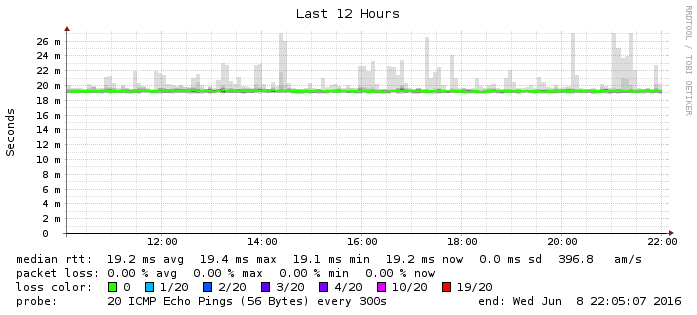 Last 12 Hours
RRDTOOL / TOBI OETIKER
Seconds
26 m
24 m
22 m
20 m
18 m
16 m
14 m
12 m
10 m
8 m
6 m
4 m
2 m
0
12:00 14:00 16:00 18:00 20:00 22:00
median rtt: 19.2 ms avg 19.4 ms max 19.1 ms min 19.2 ms now 0.0 ms sd 396.8 am/s
packet loss: 0.00 % avg 0.00 % max 0.00 % min 0.00 % now
loss color: 0 1/20 2/20 3/20 4/20 10/20 19/20
probe: 20 ICMP Echo Pings (56 Bytes) every 300s end: Wed Jun 8 22:05:07 2016